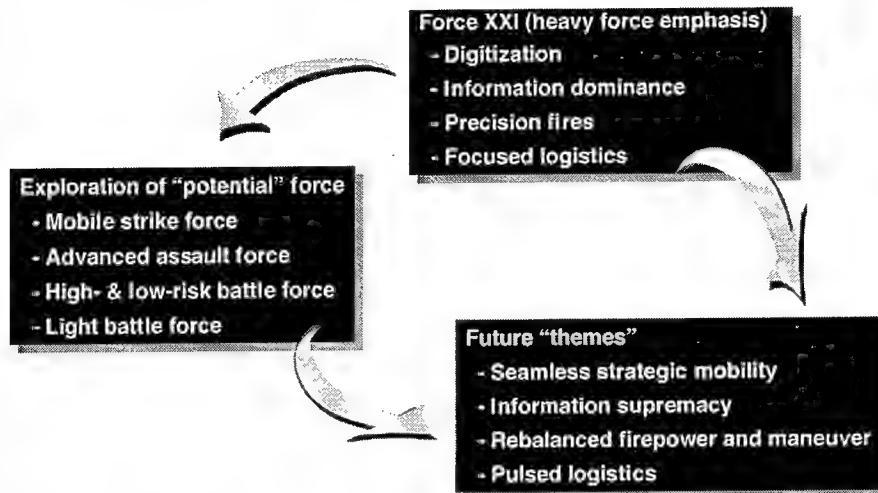 Force XXI (heavy force emphasis)
- Digitization
- Information dominance
- Precision fires
- Focused logistics
Exploration of “potential” force
- Mobile strike force
- Advanced assault force
- High- & low-risk battle force
- Light battle force
Future “themes”
- Seamless strategic mobility
- Information supremacy
- Rebalanced firepower and maneuver
- Pulsed logistics